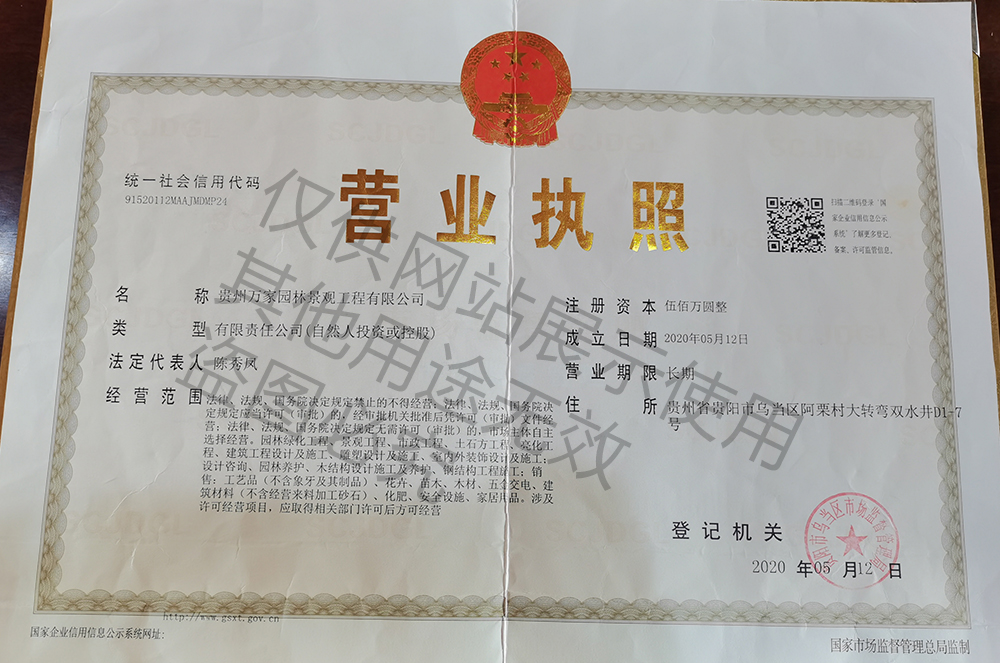 统一社会信用代码
91520112MAAJMDMP24
营业执照
扫描二维码登录‘国
家企业信用信息公示
系统’了解更多登记、
备案、许可监管信息。
名 称 贵州万家园林景观工程有限公司
类 型 有限责任公司(自然人投资或控股)
法定代表人 陈秀凤
经营范围 法律、法规、国务院决定规定禁止的不得经营；法律、法规、国务院决
定规定应当许可（审批）的，经审批机关批准后凭许可（审批）文件经
营；法律、法规、国务院决定规定无需许可（审批）的，市场主体自主
选择经营。园林绿化工程、景观工程、市政工程、土石方工程、亮化工
程、建筑工程设计及施工、雕塑设计及施工、室内外装饰设计及施工；
设计咨询、园林养护、木结构设计施工及养护、钢结构工程施工；销
售：工艺品（不含象牙及其制品）、花卉、苗木、木材、五金交电、建
筑材料（不含经营来料加工砂石）、化肥、安全设施、家居用品。涉及
许可经营项目，应取得相关部门许可后方可经营
注册资本 伍佰万圆整
成立日期 2020年05月12日
营业期限 长期
住 所 贵州省贵阳市乌当区阿栗村大转弯双水井D1-7
号
登记机关
贵阳市乌当区市场监督管理局
2020 年05 月12 日
http://www.gsxt.gov.cn
国家企业信用信息公示系统网址:
国家市场监督管理总局监制
仅供网站展示使用
其他用途无效
盗图